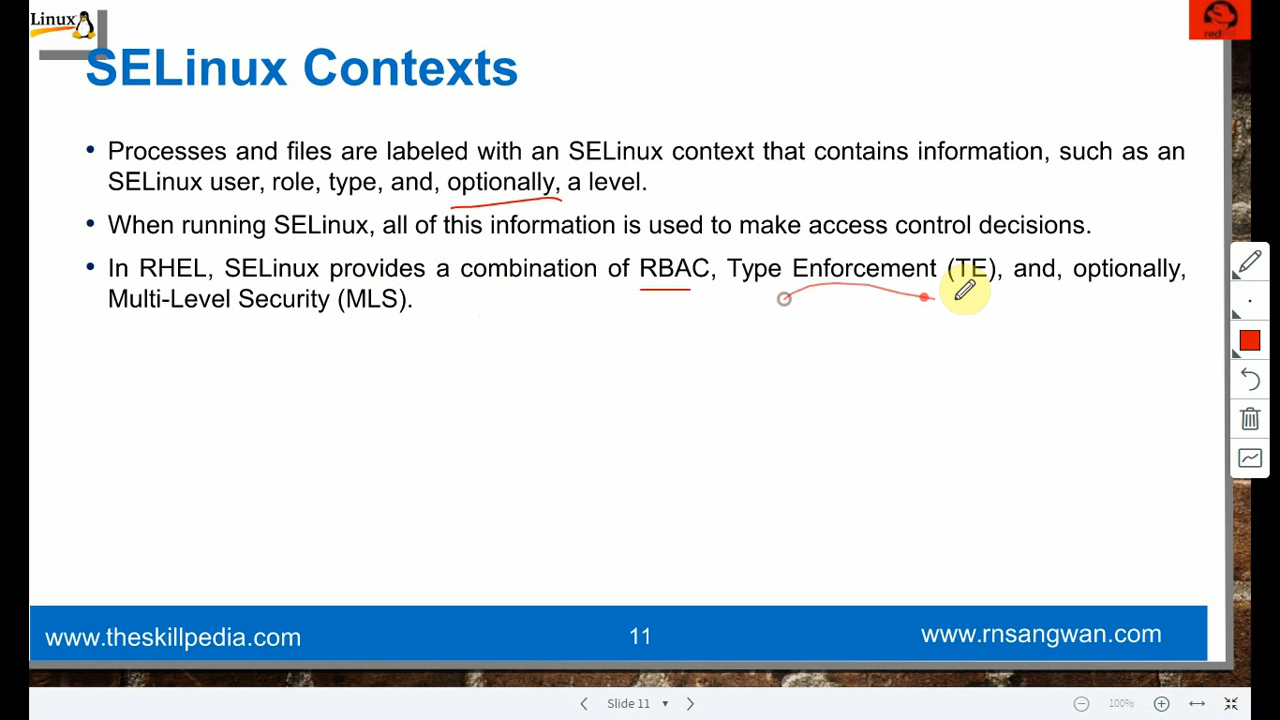 Linux
red
SELinux Contexts
• Processes and files are labeled with an SELinux context that contains information, such as an
SELinux user, role, type, and, optionally, a level.
• When running SELinux, all of this information is used to make access control decisions.
• In RHEL, SELinux provides a combination of RBAC, Type Enforcement (TE), and, optionally,
Multi-Level Security (MLS).
www.theskillpedia.com
11
www.rnsangwan.com
Slide 11
100%